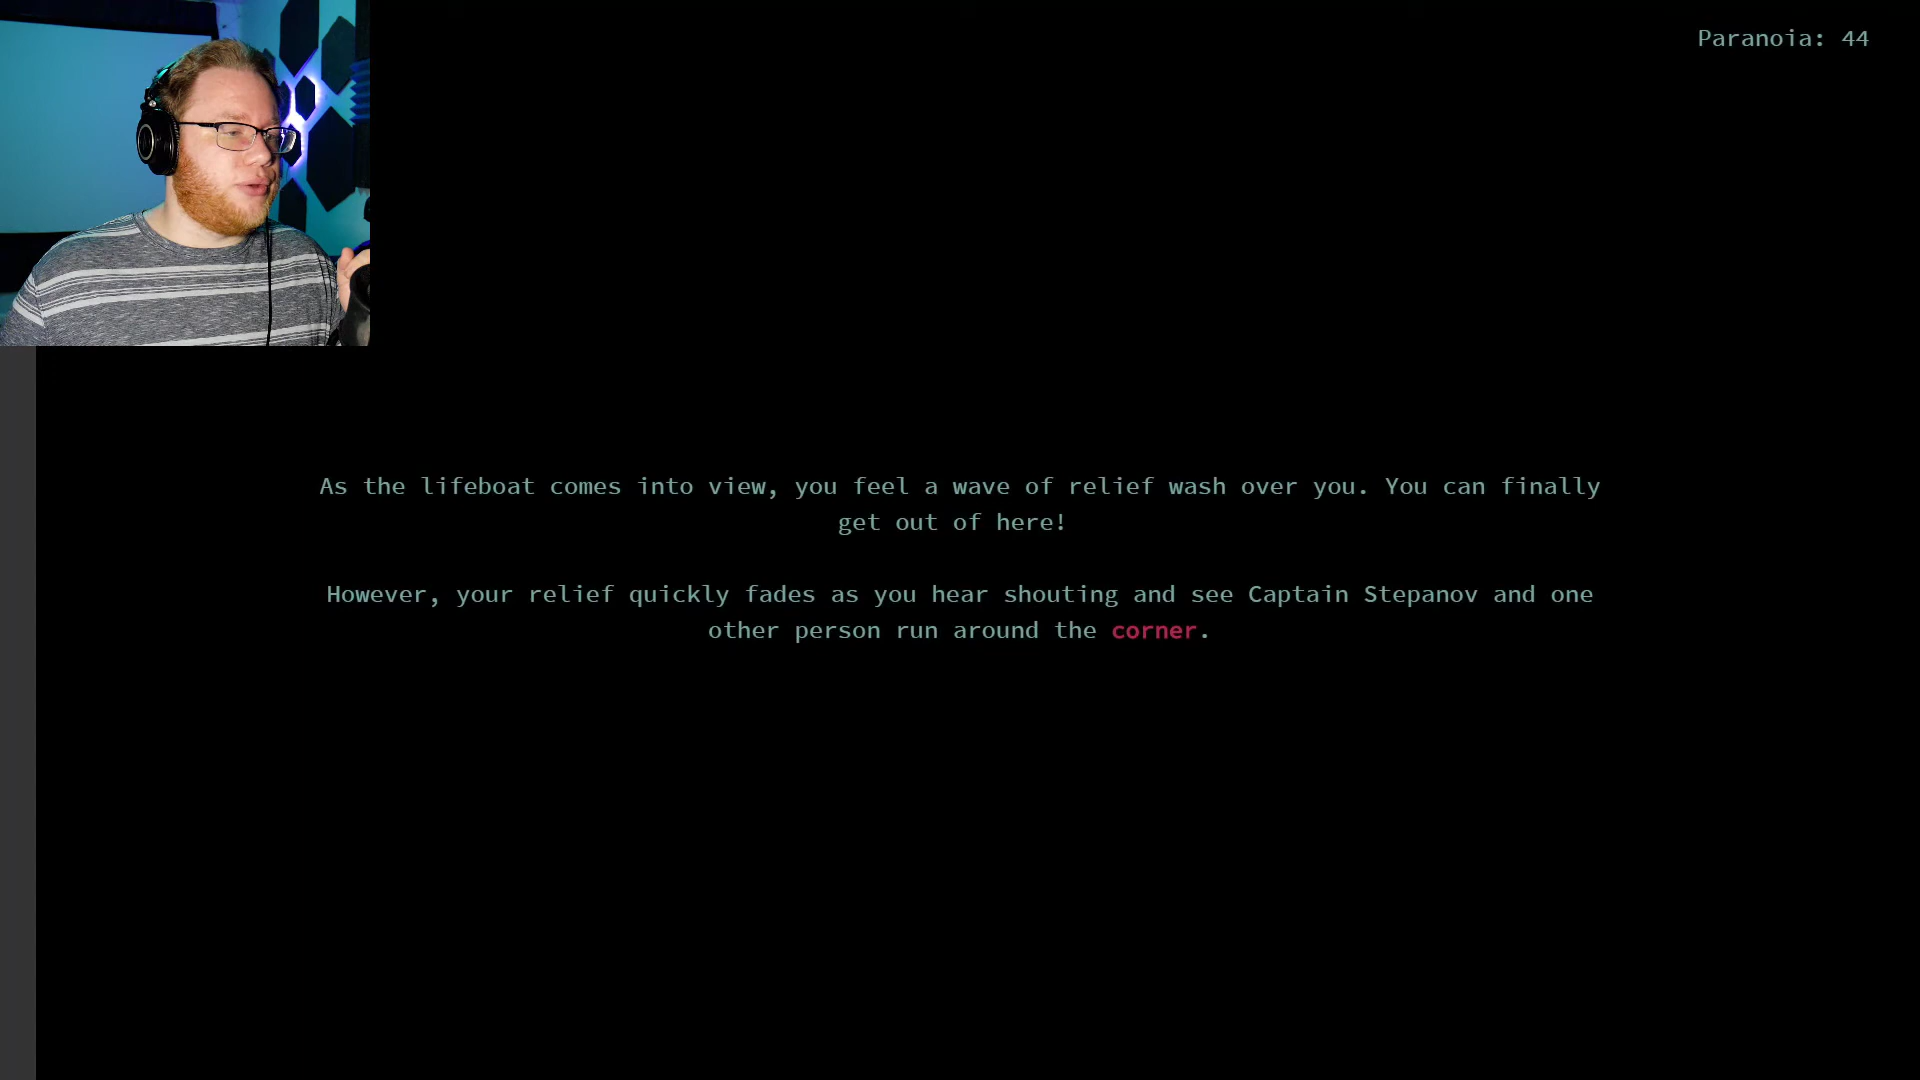 Paranoia: 44
As the lifeboat comes into view, you feel a wave of relief wash over you. You can finally
get out of here!
However, your relief quickly fades as you hear shouting and see Captain Stepanov and one
other person run around the corner.